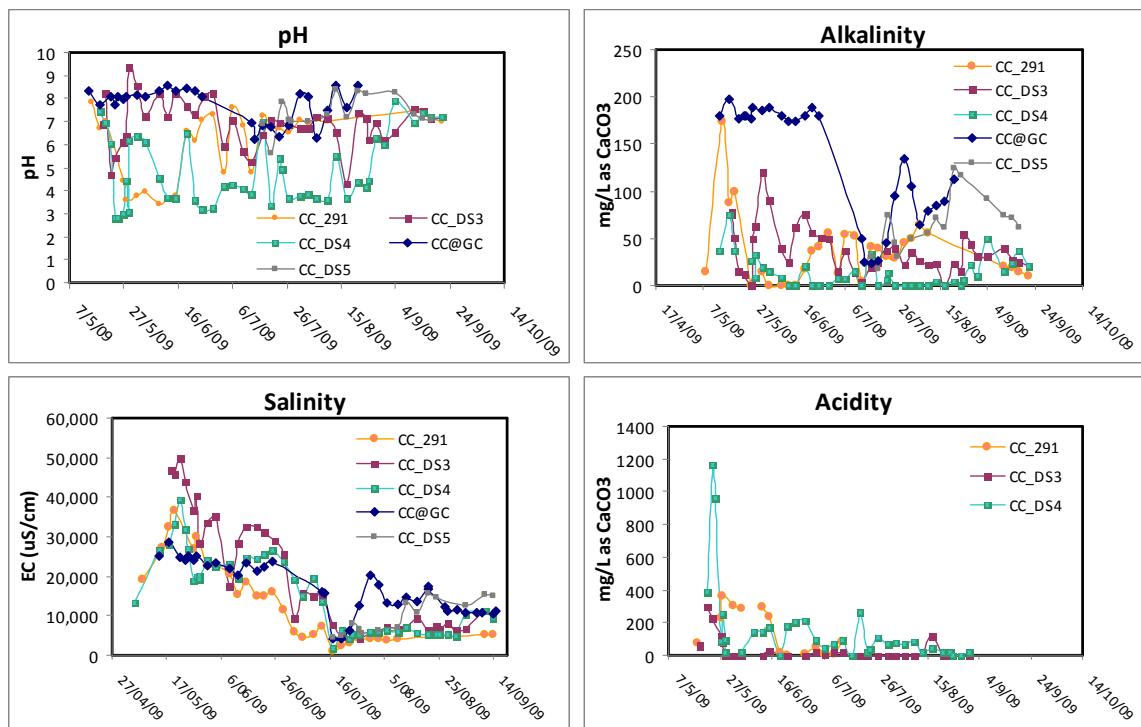 pH
10
9
8
7
6
5
4
3
2
1
0
pH
CC_291
CC_DS3
CC_DS4
CC@GC
CC_DS5
7/5/09
27/5/09
16/6/09
6/7/09
26/7/09
15/8/09
4/9/09
24/9/09
14/10/09
Alkalinity
250
200
150
100
50
0
mg/L as CaCO3
CC_291
CC_DS3
CC_DS4
CC@GC
CC_DS5
17/4/09
7/5/09
27/5/09
16/6/09
6/7/09
26/7/09
15/8/09
4/9/09
24/9/09
14/10/09
Salinity
60,000
50,000
40,000
30,000
20,000
10,000
0
EC (uS/cm)
CC_291
CC_DS3
CC_DS4
CC@GC
CC_DS5
27/04/09
17/05/09
6/06/09
26/06/09
16/07/09
5/08/09
25/08/09
14/09/09
Acidity
1400
1200
1000
800
600
400
200
0
mg/L as CaCO3
CC_291
CC_DS3
CC_DS4
7/5/09
27/5/09
16/6/09
6/7/09
26/7/09
15/8/09
4/9/09
24/9/09
14/10/09